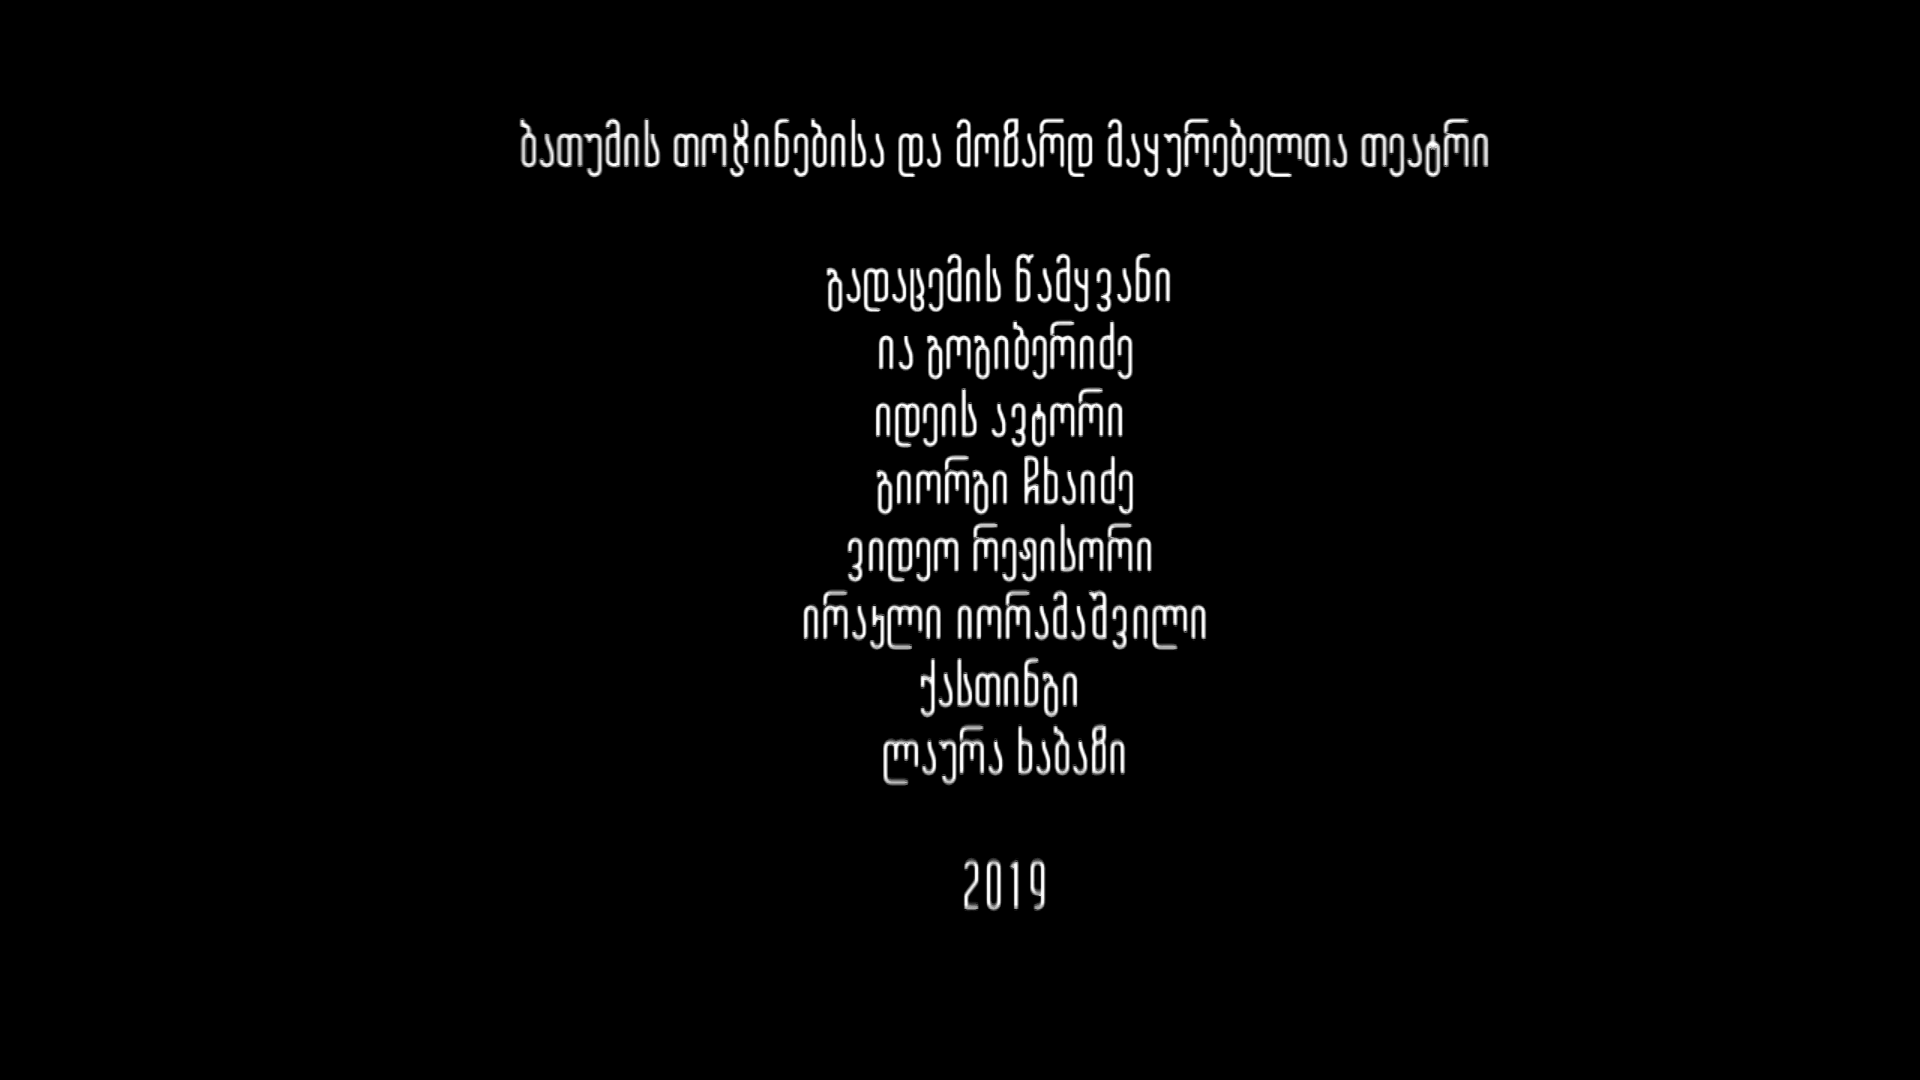 ბათუმის თოჯინებისა და მოზარდ მაყურებელთა თეატრი
გადაცემის წამყვანი
ია გოგიბერიძე
იდეის ავტორი
გიორგი ჩხაიძე
ვიდეო რეჟისორი
ირაკლი იორამაშვილი
ქასთინგი
ლაურა ხაბაზი
2019